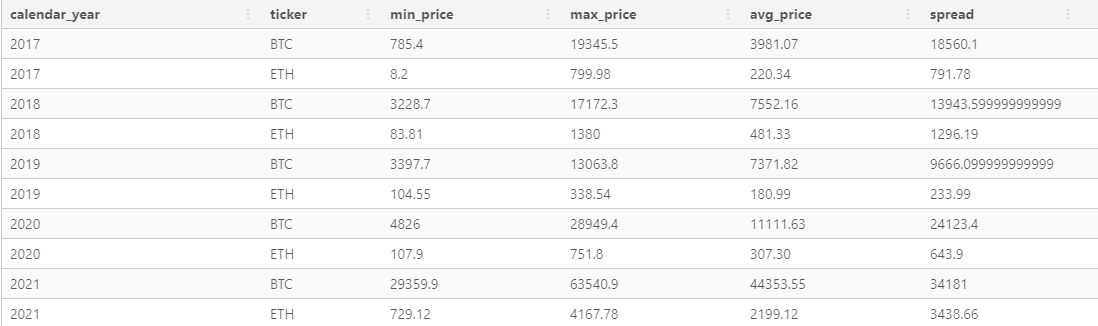 calendar_year ticker min_price max_price avg_price spread
2017 BTC 785.4 19345.5 3981.07 18560.1
2017 ETH 8.2 799.98 220.34 791.78
2018 BTC 3228.7 17172.3 7552.16 13943.599999999999
2018 ETH 83.81 1380 481.33 1296.19
2019 BTC 3397.7 13063.8 7371.82 9666.099999999999
2019 ETH 104.55 338.54 180.99 233.99
2020 BTC 4826 28949.4 11111.63 24123.4
2020 ETH 107.9 751.8 307.30 643.9
2021 BTC 29359.9 63540.9 44353.55 34181
2021 ETH 729.12 4167.78 2199.12 3438.66